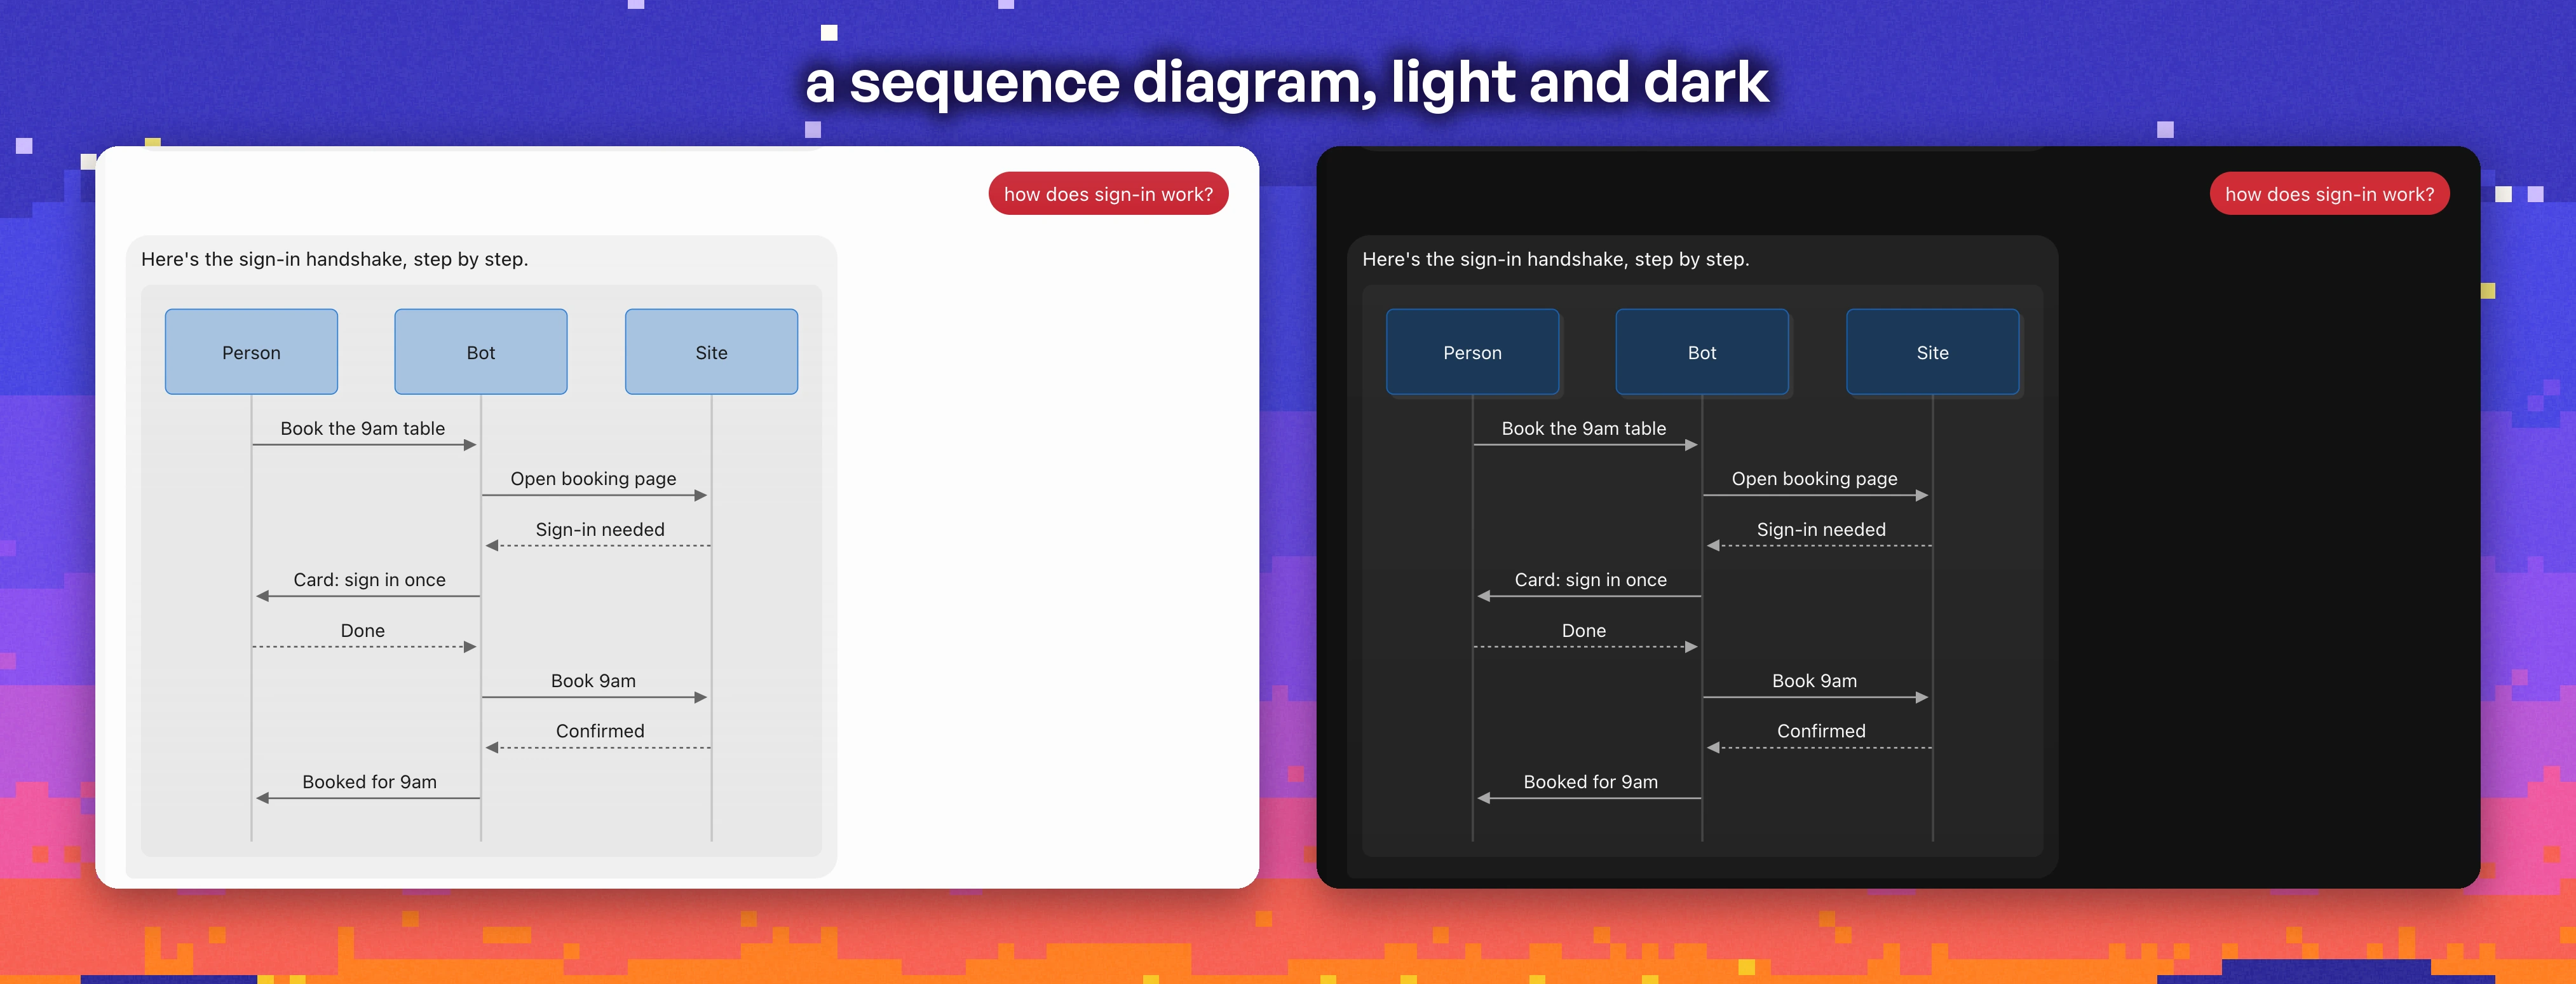 a sequence diagram, light and dark
how does sign-in work?
Here's the sign-in handshake, step by step.
Person Bot Site
Book the 9am table
Open booking page
Sign-in needed
Card: sign in once
Done
Book 9am
Confirmed
Booked for 9am
how does sign-in work?
Here's the sign-in handshake, step by step.
Person Bot Site
Book the 9am table
Open booking page
Sign-in needed
Card: sign in once
Done
Book 9am
Confirmed
Booked for 9am